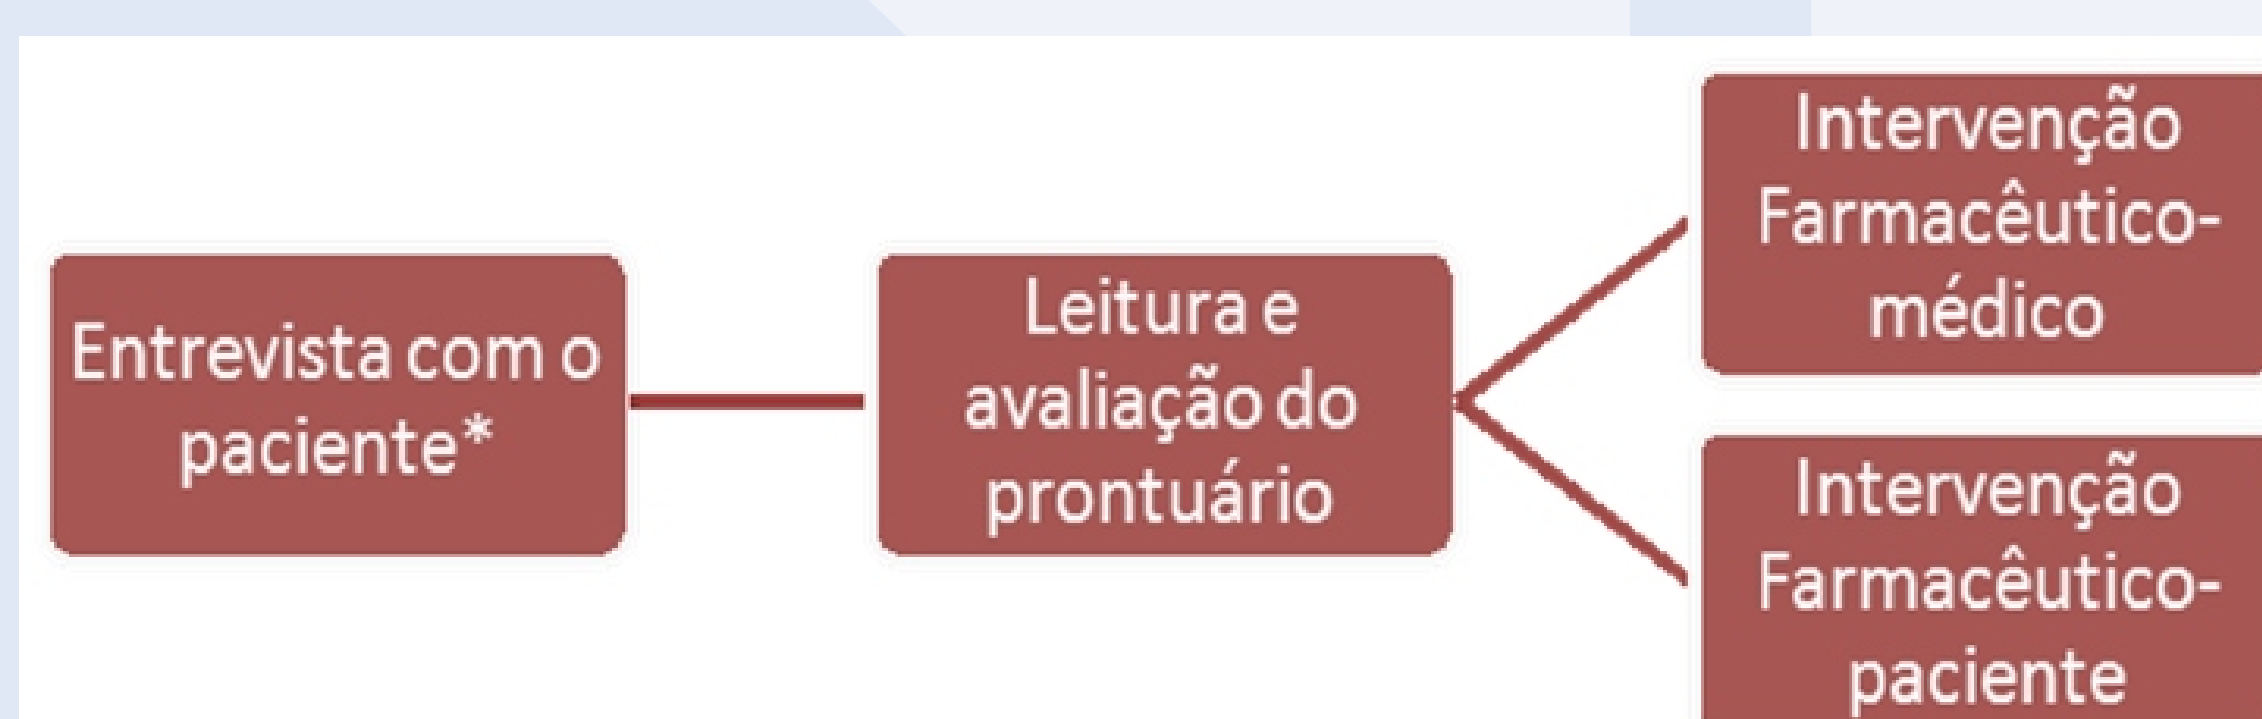 Entrevista com o
paciente*
Leitura e
avaliação do
prontuário
Intervenção
Farmacêutico-
médico
Intervenção
Farmacêutico-
paciente